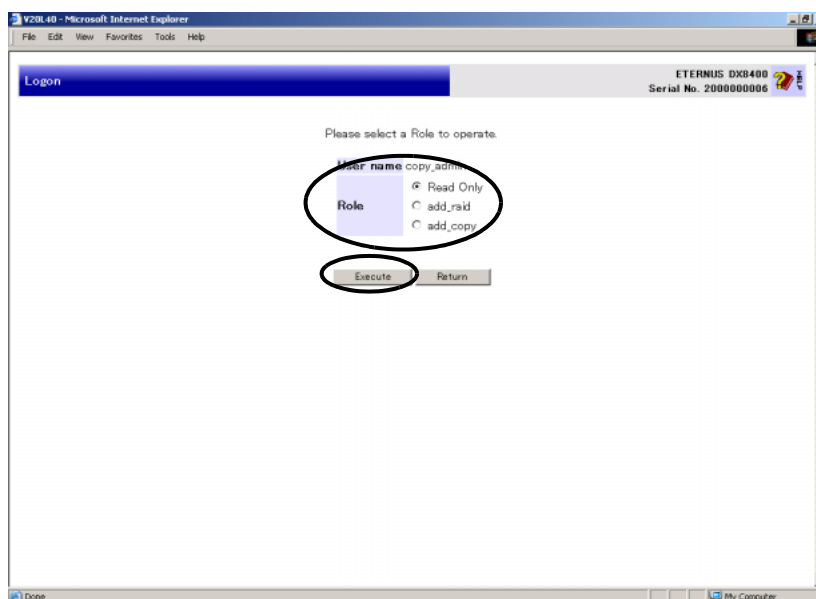 V20L40 - Microsoft Internet Explorer
File Edit View Favorites Tools Help
Logon
ETERNUS DX8400
Serial No. 2000000006
HELP
Please select a Role to operate.
User name copy_admin
Read Only
Role
add_raid
add_copy
Execute Return
Done
My Computer